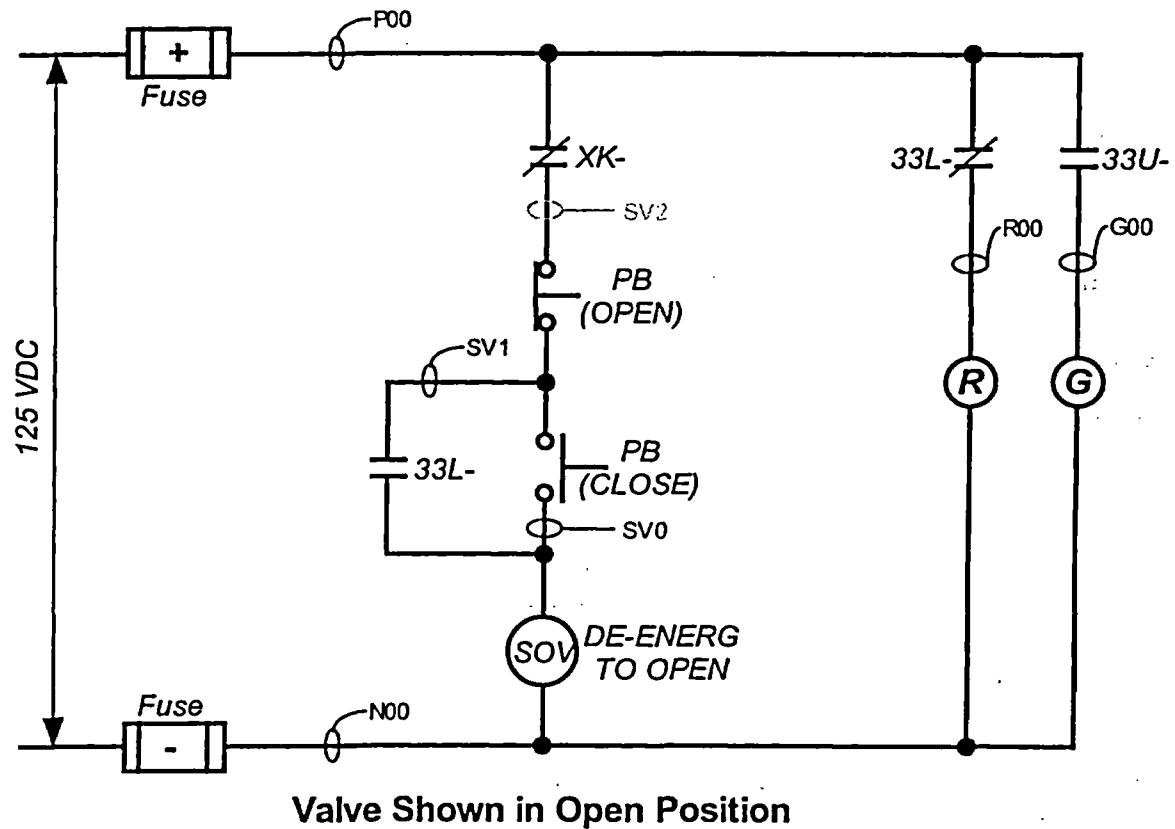 P00
+
Fuse
XK-
33L-
33U-
SV2
R00
G00
PB
(OPEN)
SV1
125 VDC
R
G
33L-
PB
(CLOSE)
SV0
SOV
DE-ENERG
TO OPEN
Fuse
N00
-
Valve Shown in Open Position